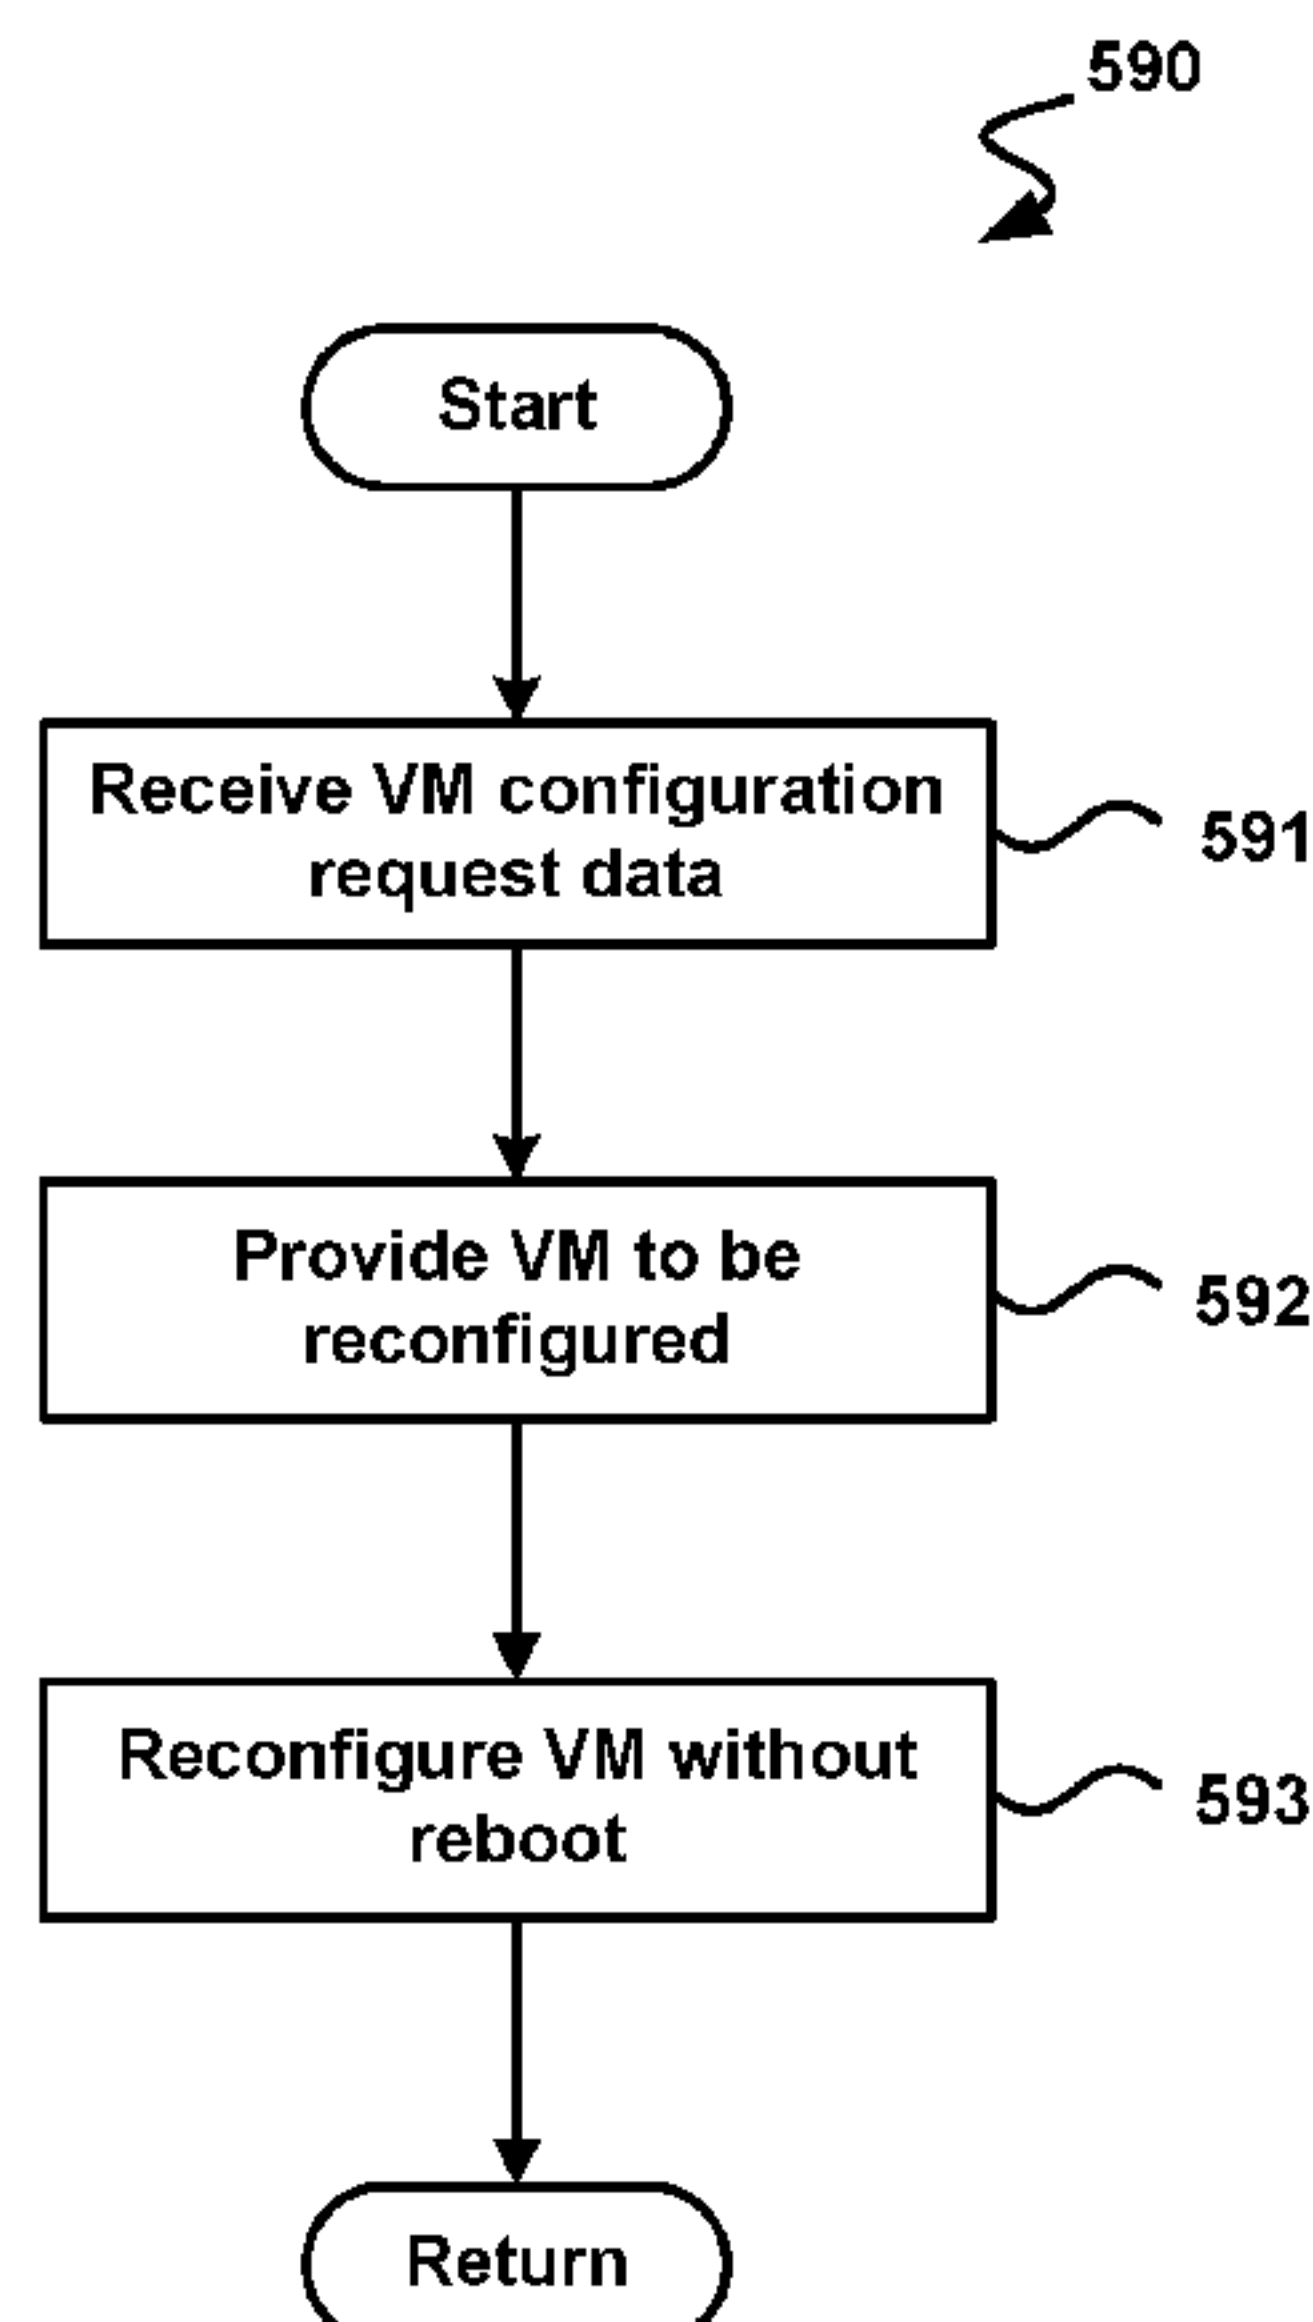 590
Start
Receive VM configuration
request data
591
Provide VM to be
reconfigured
592
Reconfigure VM without
reboot
593
Return